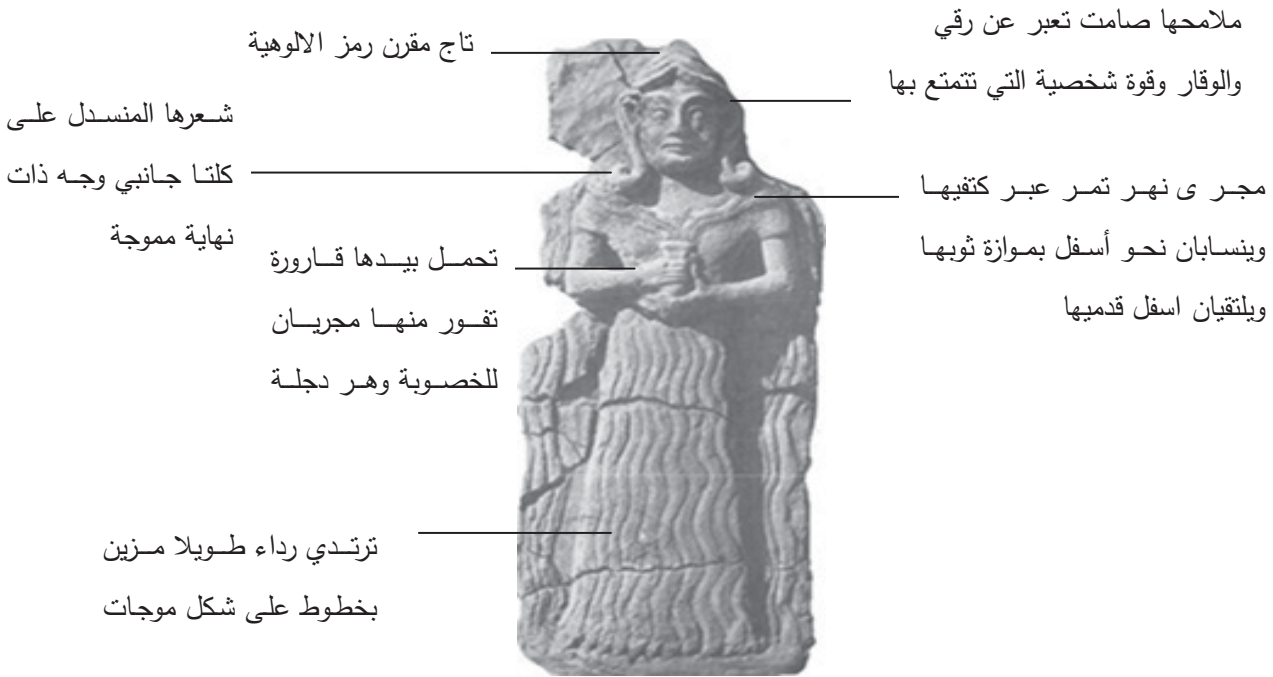 ملامحها صامت تعبر عن رقي
والوقار وقوة شخصية التي تتمتع بها
تاج مقرن رمز الالوهية
شعرها المنسدل على
كلتا جانبي وجه ذات
نهاية مموجة
مجر ى نهر تمر عبر كتفيها
وينسابان نحو أسفل بموازة ثوبها
ويلتقيان اسفل قدميها
تحمل بيدها قارورة
تفور منها مجريان
للخصوبة وهر دجلة
ترتدي رداء طويلا مزين
بخطوط على شكل موجات